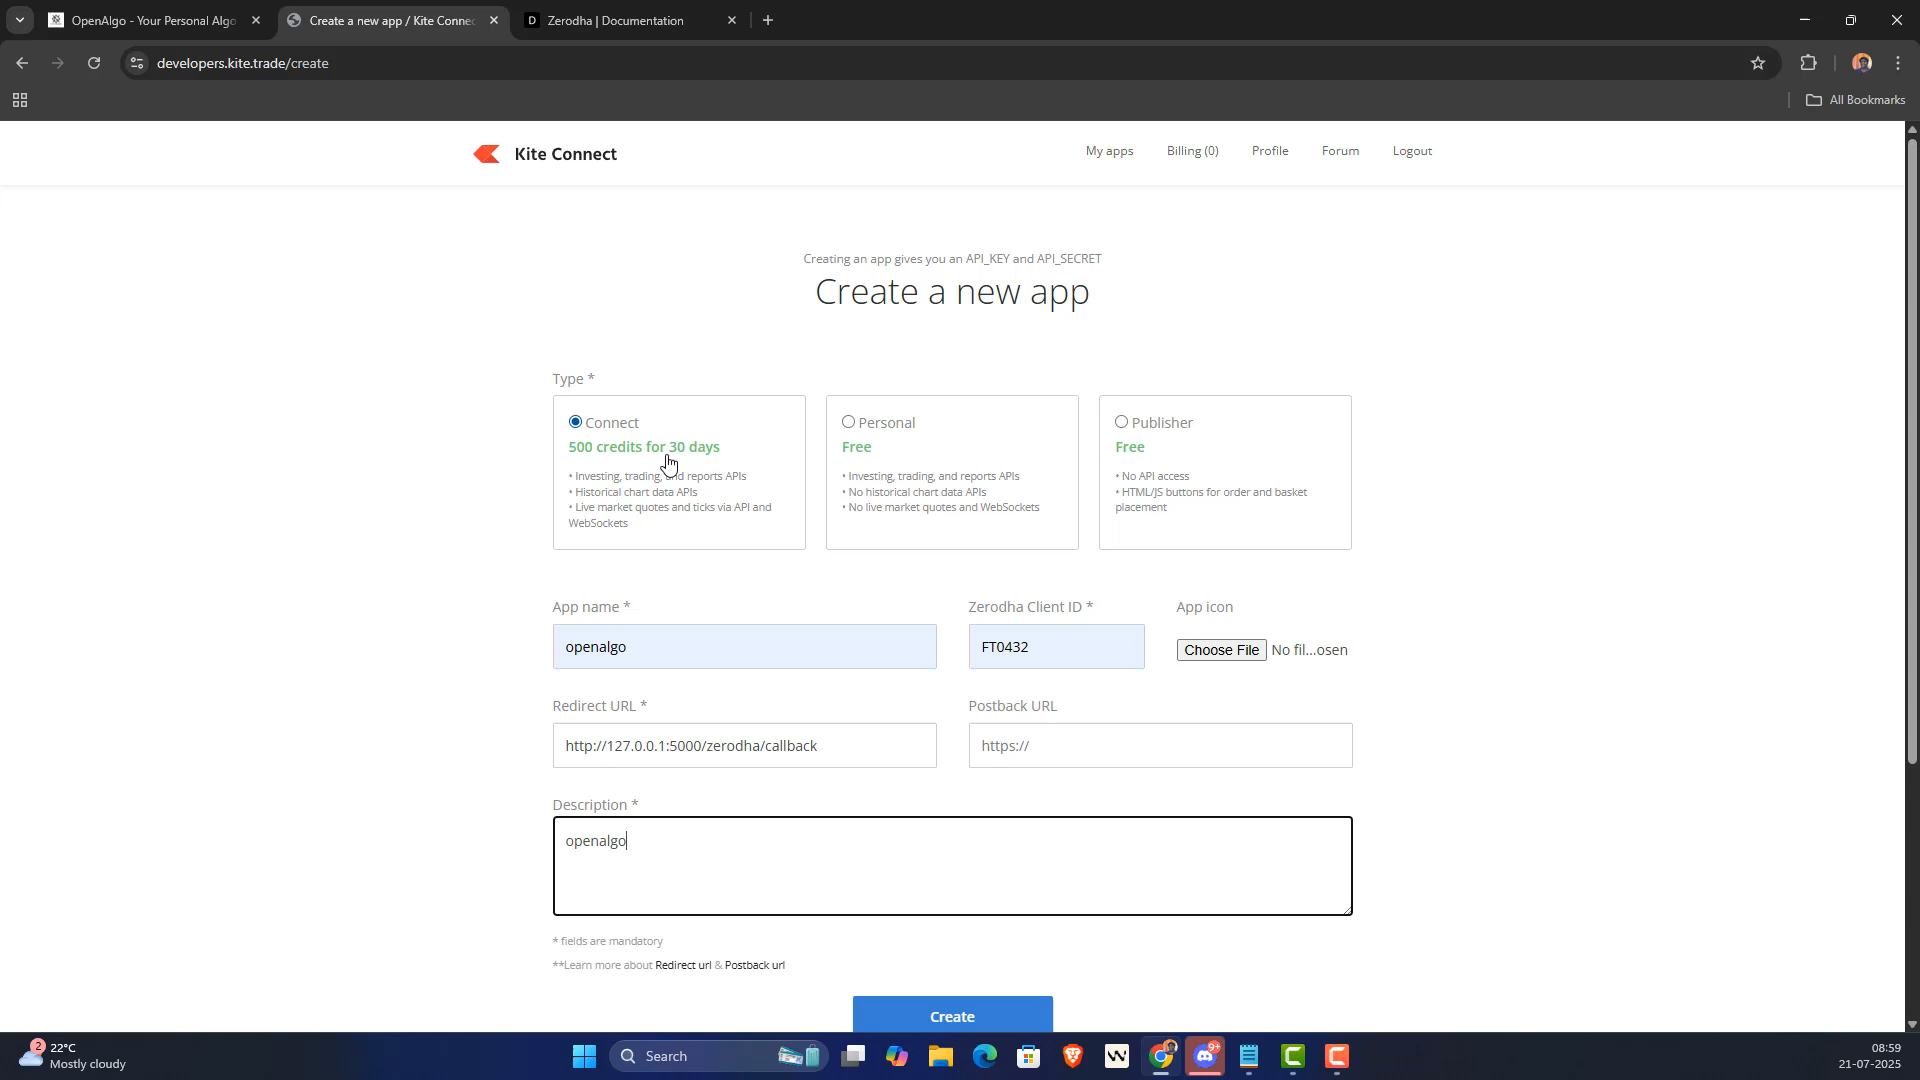 OpenAlgo - Your Personal Algo
Create a new app / Kite Connec
D Zerodha | Documentation
developers.kite.trade/create
All Bookmarks
Kite Connect
My apps
Billing (0)
Profile
Forum
Logout
Creating an app gives you an API_KEY and API_SECRET
Create a new app
Type *
Connect
500 credits for 30 days
• Investing, trading, and reports APIs
• Historical chart data APIs
• Live market quotes and ticks via API and
WebSockets
Personal
Free
• Investing, trading, and reports APIs
• No historical chart data APIs
• No live market quotes and WebSockets
Publisher
Free
• No API access
• HTML/JS buttons for order and basket
placement
App name *
openalgo
Zerodha Client ID *
FT0432
App icon
Choose File No fil...osen
Redirect URL *
http://127.0.0.1:5000/zerodha/callback
Postback URL
https://
Description *
openalgo
* fields are mandatory
**Learn more about Redirect url & Postback url
Create
2
22°C
Mostly cloudy
Search
9+
08:59
21-07-2025